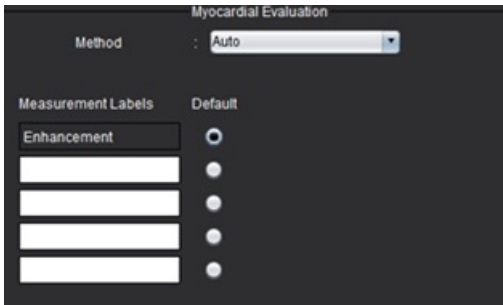 Myocardial Evaluation
Method : Auto
Measurement Labels Default
Enhancement